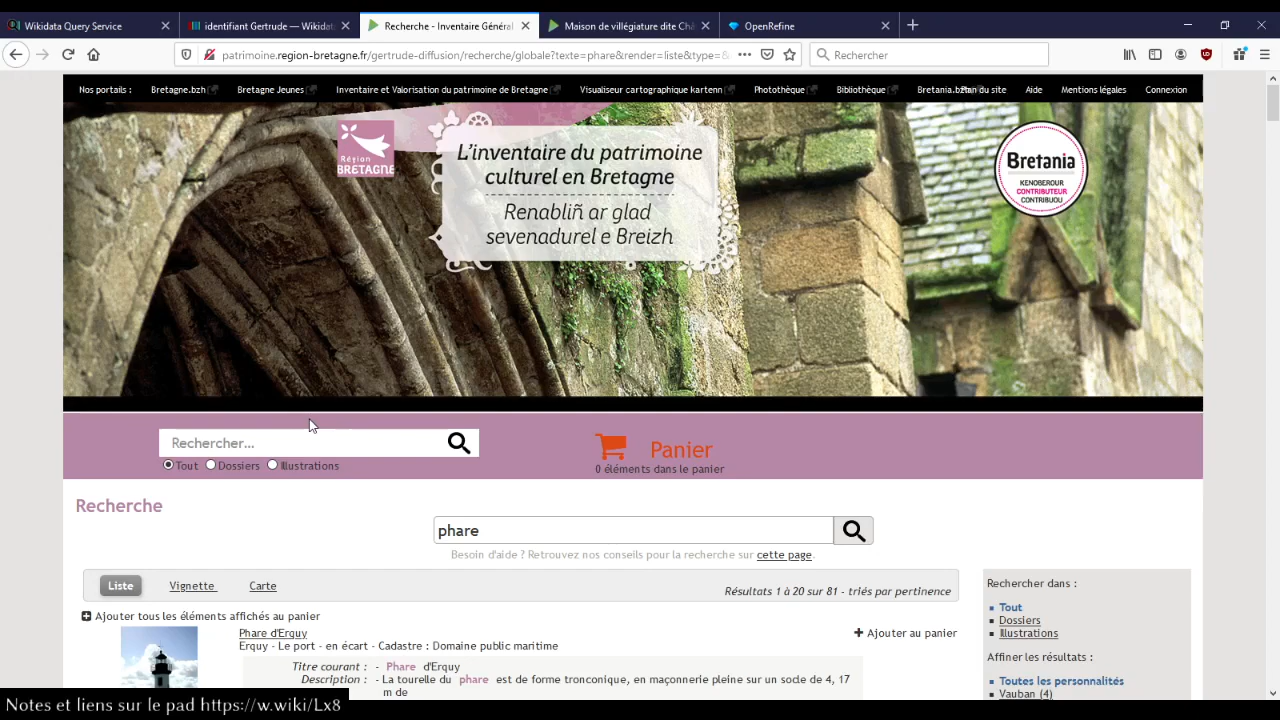 Wikidata Query Service
identifiant Gertrude — Wikidat
Recherche - Inventaire Général
Maison de villégiature dite Châ
OpenRefine
patrimoine.region-bretagne.fr/gertrude-diffusion/recherche/globale?texte=phare&render=liste&type=&
Rechercher
Nos portails : Bretagne.bzh Bretagne Jeunes Inventaire et Valorisation du patrimoine de Bretagne Visualiseur cartographique kartenn Photothèque Bibliothèque Bretania.bzh Plan du site Aide Mentions légales Connexion
Région
BRETAGNE
L'inventaire du patrimoine
culturel en Bretagne
Renabliñ ar glad
sevenadurel e Breizh
Bretania
KENOBEROUR
CONTRIBUTEUR
CONTRIBUOU
Rechercher...
Tout Dossiers Illustrations
Panier
0 éléments dans le panier
Recherche
phare
Besoin d'aide ? Retrouvez nos conseils pour la recherche sur cette page.
Liste Vignette Carte
Résultats 1 à 20 sur 81 - triés par pertinence
Ajouter tous les éléments affichés au panier
Phare d'Erquy
Ajouter au panier
Erquy - Le port - en écart - Cadastre : Domaine public maritime
Titre courant : - Phare d'Erquy
Description : - La tourelle du phare est de forme tronconique, en maçonnerie pleine sur un socle de 4, 17
m de
Rechercher dans :
Tout
Dossiers
Illustrations
Affiner les résultats :
Toutes les personnalités
Vauban (4)
Notes et liens sur le pad https://w.wiki/Lx8